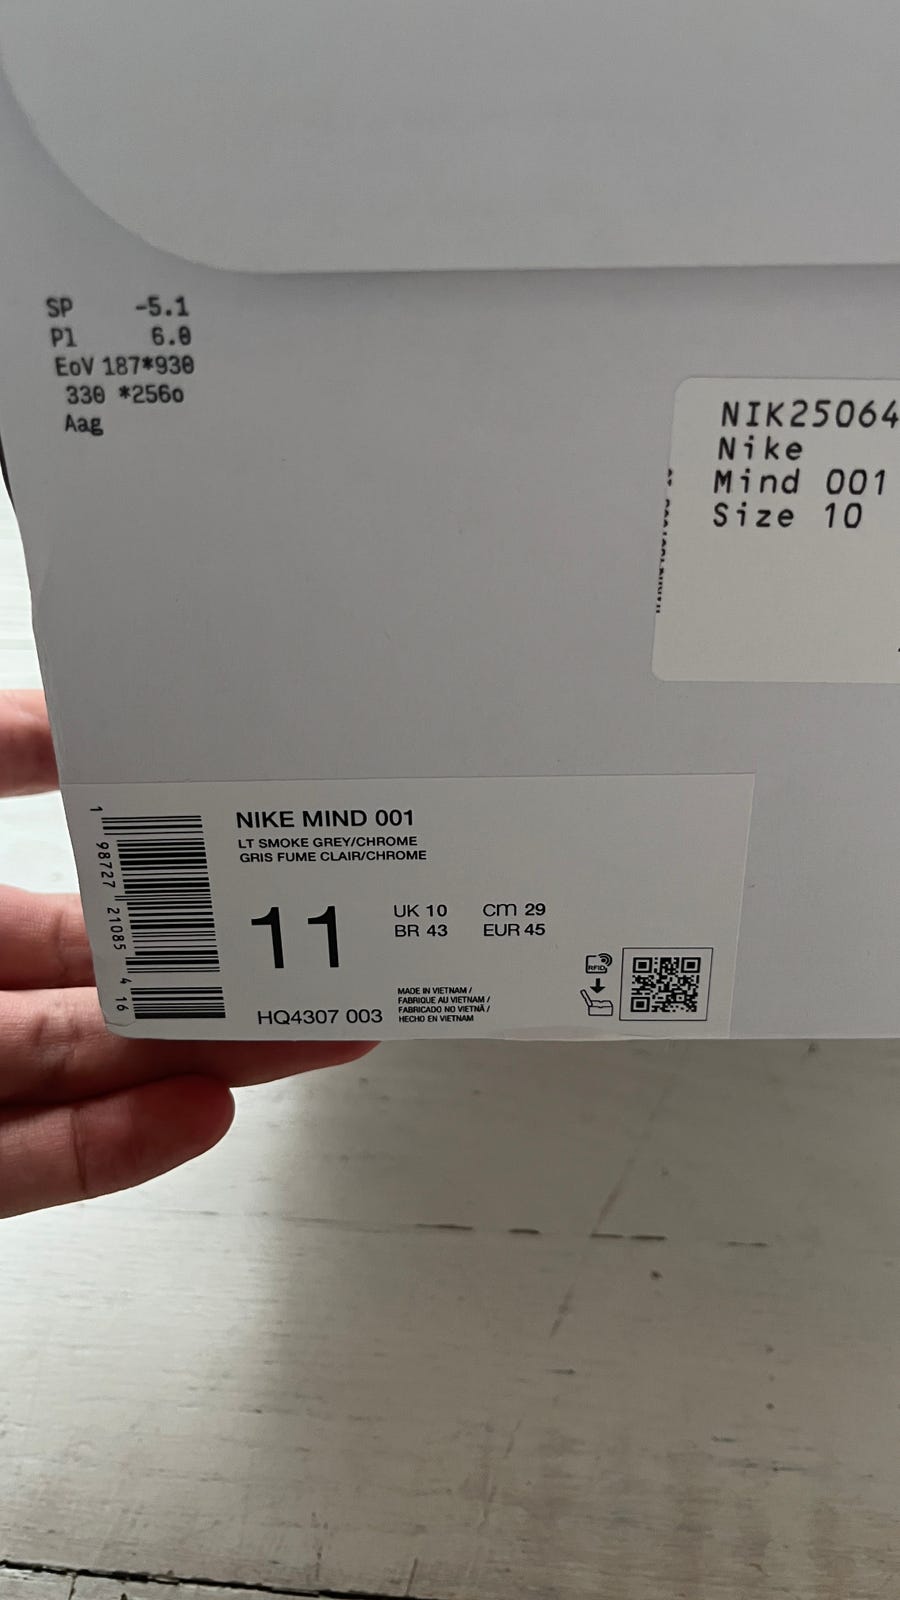 SP -5.1
Pl 6.0
EoV 187*930
330 *256o
Aag
NIK25064
Nike
Mind 001
Size 10
NIKE MIND 001
LT SMOKE GREY/CHROME
GRIS FUME CLAIR/CHROME
11
UK 10 cm 29
BR 43 EUR 45
HQ4307 003
MADE IN VIETNAM /
FABRIQUE AU VIETNAM /
FABRICADO NO VIETNÃ /
HECHO EN VIETNAM
RFID
1 98727 21085 4 16